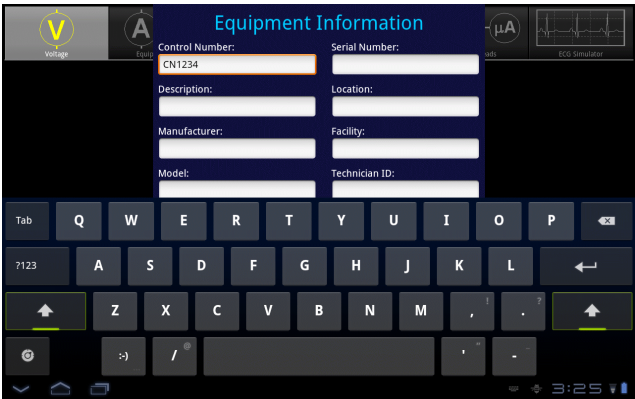 Equipment Information
V A µA
Voltage Equip ads ECG Simulator
Control Number: Serial Number:
CN1234
Description: Location:
Manufacturer: Facility:
Model: Technician ID:
Tab Q W E R T Y U I O P
?123 A S D F G H J K L
Z X C V B N M , ! . ?
:-) / @ ' " - _
3:25